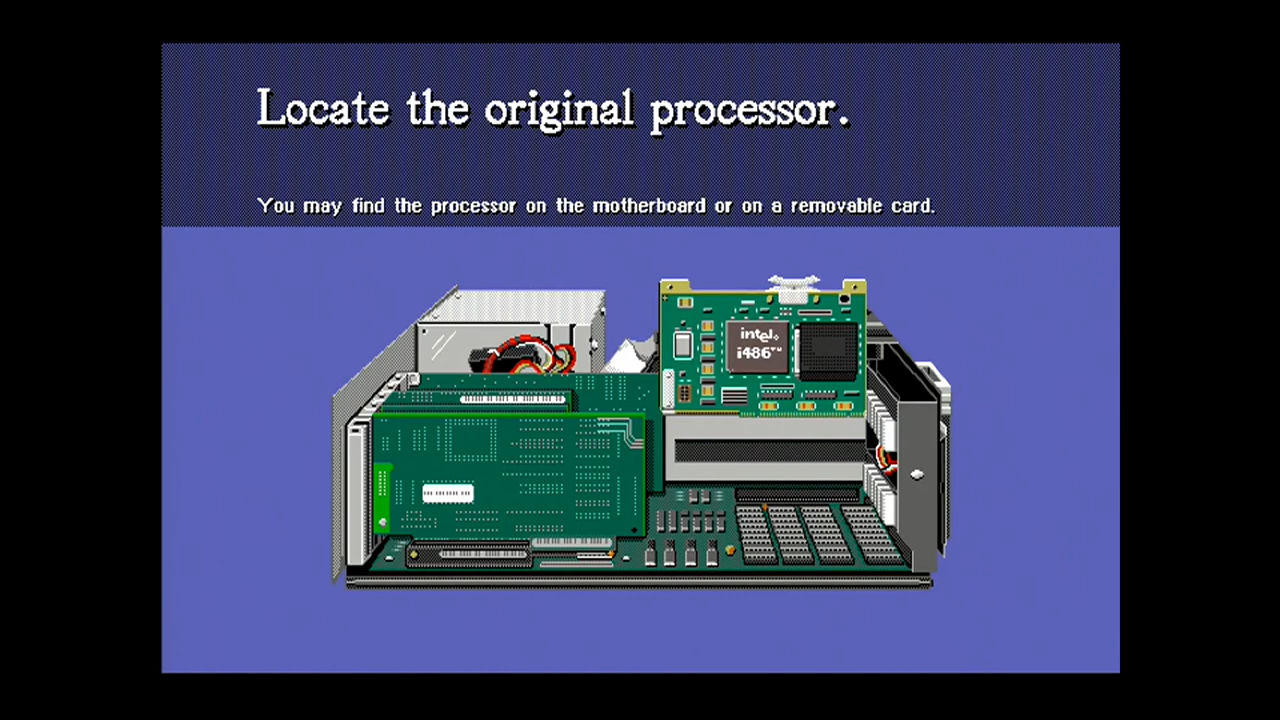 Locate the original processor.
You may find the processor on the motherboard or on a removable card.
intel®
i486™